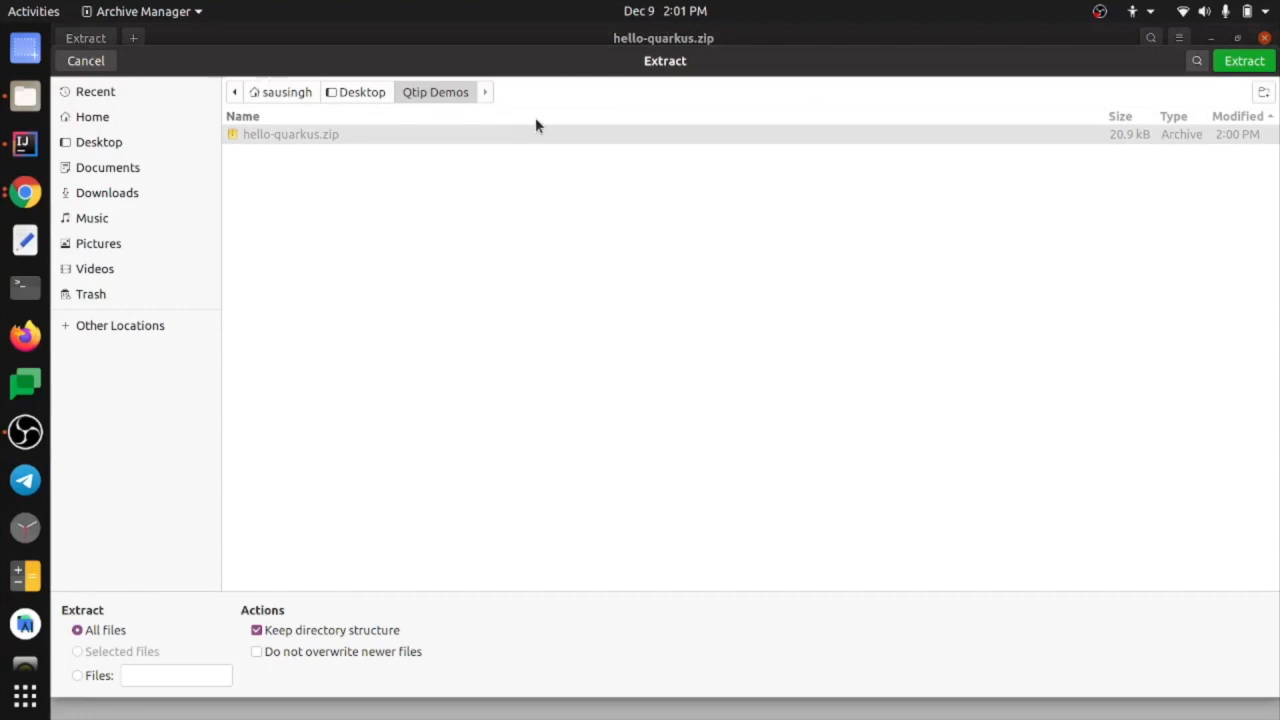 Activities
Archive Manager
Dec 9 2:01 PM
Extract
+
hello-quarkus.zip
Cancel
Extract
Extract
Recent
Home
Desktop
Documents
Downloads
Music
Pictures
Videos
Trash
+ Other Locations
sausingh
Desktop
Qtip Demos
Name
Size
Type
Modified
hello-quarkus.zip
20.9 kB
Archive
2:00 PM
Extract
All files
Selected files
Files:
Actions
Keep directory structure
Do not overwrite newer files